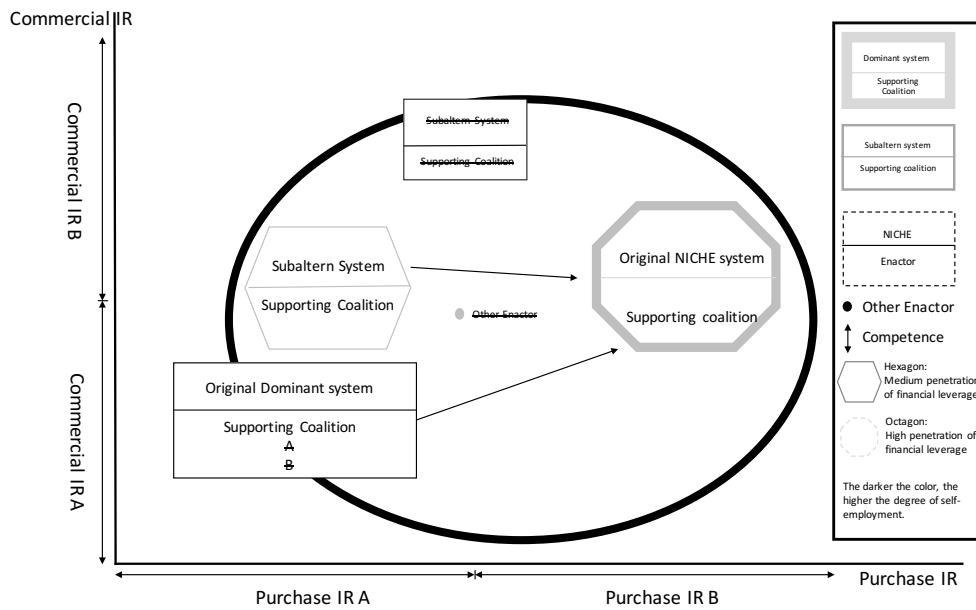 Commercial IR
Commercial IR B
Commercial IR A
Subaltern System
Supporting Coalition
Subaltern System
Supporting Coalition
Other Enactor
Original NICHE system
Supporting coalition
Original Dominant system
Supporting Coalition
A
B
Purchase IR A
Purchase IR B
Purchase IR
Dominant system
Supporting
Coalition
Subaltern system
Supporting coalition
NICHE
Enactor
Other Enactor
Competence
Hexagon:
Medium penetration
of financial leverage
Octagon:
High penetration of
financial leverage
The darker the color, the
higher the degree of self-
employment.